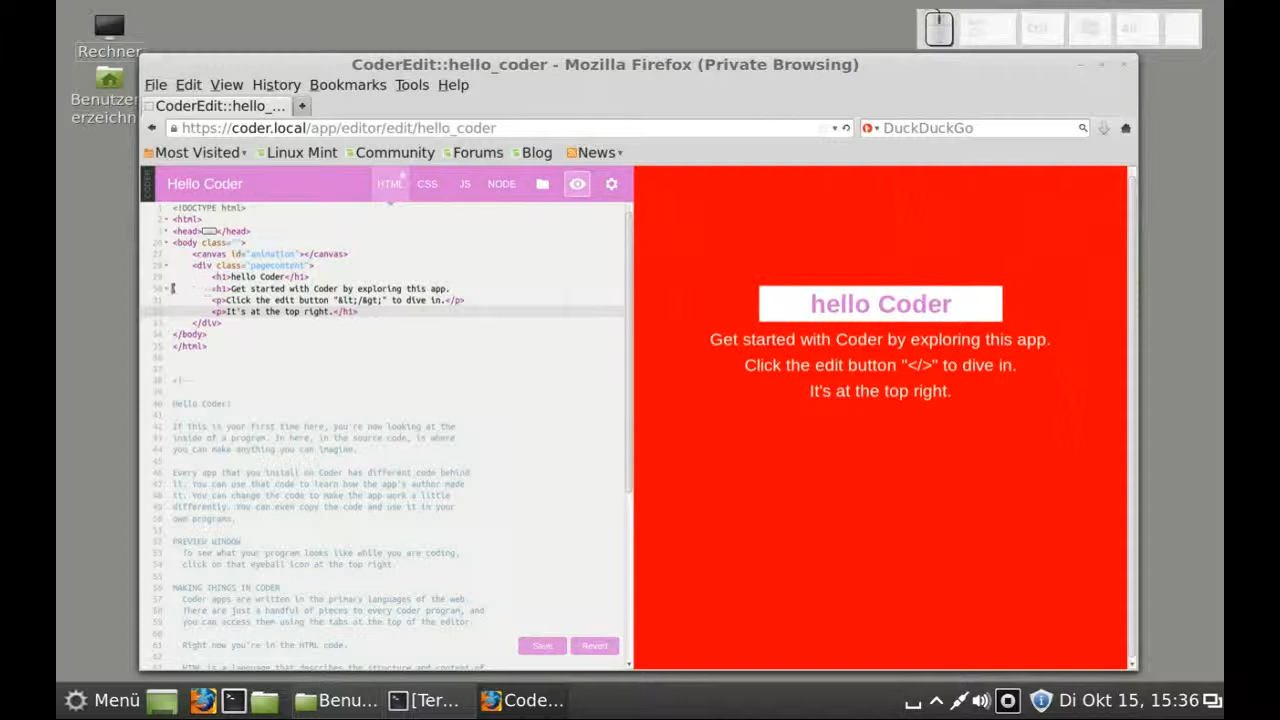 Rechner
Benutzer
erzeichn
Ctrl
Alt
CoderEdit::hello_coder - Mozilla Firefox (Private Browsing)
File Edit View History Bookmarks Tools Help
CoderEdit::hello_... +
https://coder.local/app/editor/edit/hello_coder
DuckDuckGo
Most Visited Linux Mint Community Forums Blog News
CODER
Hello Coder HTML CSS JS NODE
<!DOCTYPE html>
<html>
<head></head>
<body class="">
<canvas id="animation"></canvas>
<div class="pagecontent">
<h1>hello Coder</h1>
<h1>Get started with Coder by exploring this app.
<p>Click the edit button "&lt;/&gt;" to dive in.</p>
<p>It's at the top right.</h1>
</div>
</body>
</html>
<!--
Hello Coder!
If this is your first time here, you're now looking at the
inside of a program. In here, in the source code, is where
you can make anything you can imagine.
Every app that you install on Coder has different code behind
it. You can use that code to learn how the app's author made
it. You can change the code to make the app work a little
differently. You can even copy the code and use it in your
own programs.
PREVIEW WINDOW
To see what your program looks like while you are coding,
click on that eyeball icon at the top right.
MAKING THINGS IN CODER
Coder apps are written in the primary languages of the web.
There are just a handful of pieces to every Coder program, and
you can access them using the tabs at the top of the editor
Right now you're in the HTML code.
HTML is a language that describes the structure and content of
Save Revert
hello Coder
Get started with Coder by exploring this app.
Click the edit button "</>" to dive in.
It's at the top right.
Menü Benu... [Ter... Code... Di Okt 15, 15:36